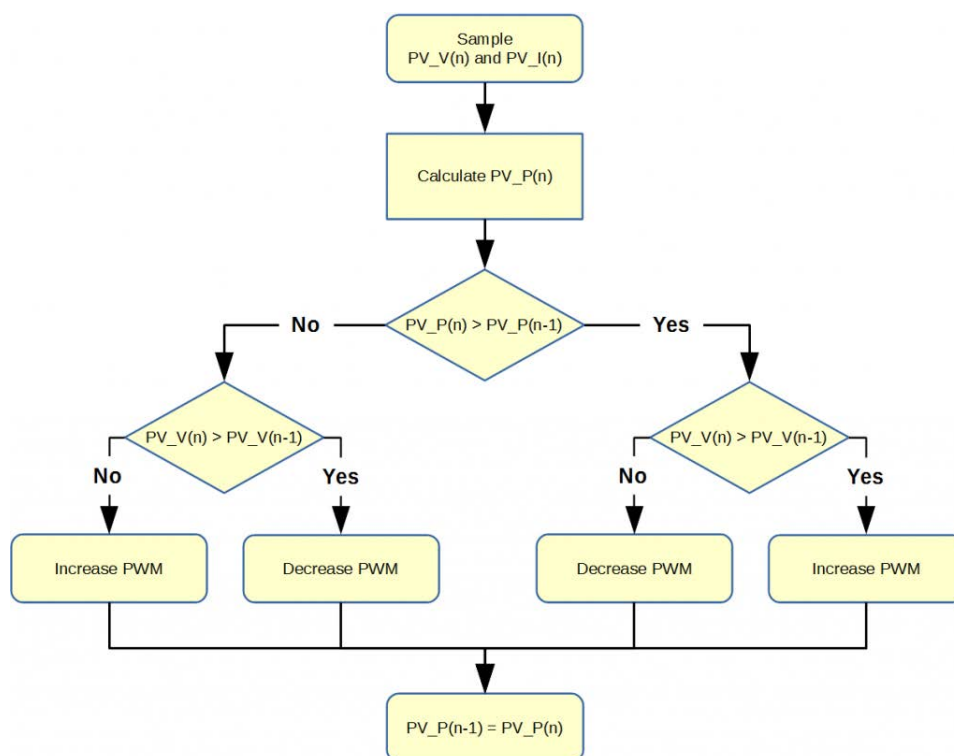 Sample
PV_V(n) and PV_I(n)
Calculate PV_P(n)
No
PV_P(n) > PV_P(n-1)
Yes
PV_V(n) > PV_V(n-1)
PV_V(n) > PV_V(n-1)
No
Yes
No
Yes
Increase PWM
Decrease PWM
Decrease PWM
Increase PWM
PV_P(n-1) = PV_P(n)